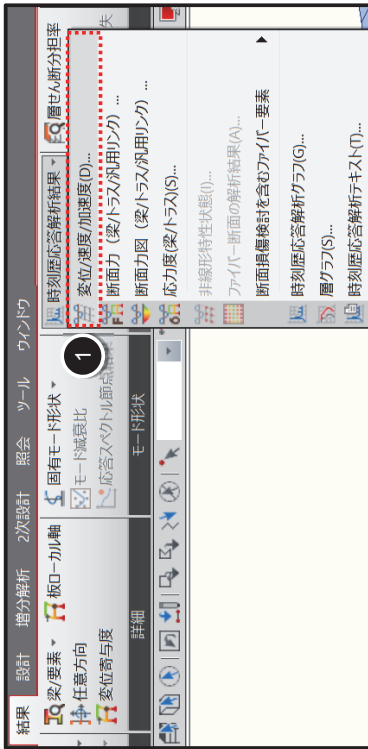 結果 設計 増分解析 2次設計 照会 ツール ウィンドウ
梁/要素 板ローカル軸
任意方向
変位寄与度
詳細
固有モード形状
モード減衰比
応答スペクトル節点
モード形状
時刻歴応答解析結果 層せん断分担率
1
変位/速度/加速度(D)...
断面力 (梁/トラス/汎用リンク) ...
断面力図 (梁/トラス/汎用リンク) ...
応力度(梁/トラス)(S)...
非線形特性状態(I)...
ファイバー断面の解析結果(A)...
断面損傷検討を含むファイバー要素
時刻歴応答解析グラフ(G)...
層グラフ(S)...
時刻歴応答解析テキスト(T)...